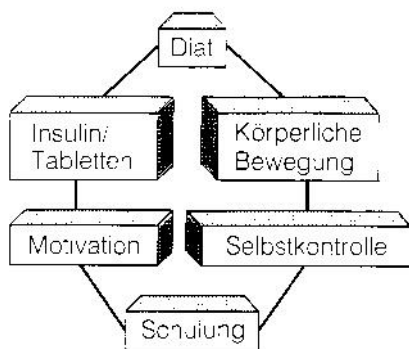 Diat
Insulin/
Tabletten
Körperliche
Bewegung
Motivation
Selbstkontrolle
Schulung